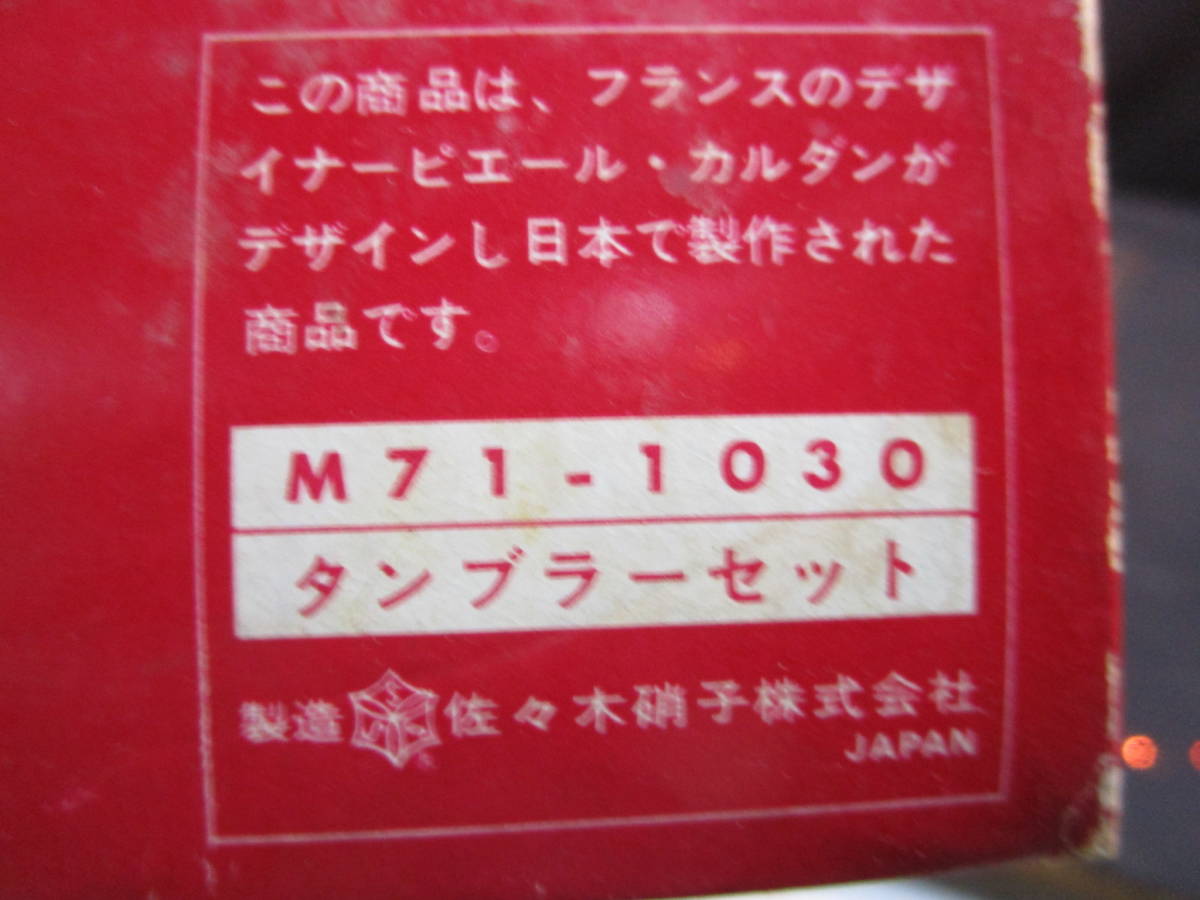 この商品は、フランスのデザ
イナーピエール・カルダンが
デザインし日本で製作された
商品です。
M71-1030
タンブラーセット
製造 佐々木硝子株式会社
JAPAN